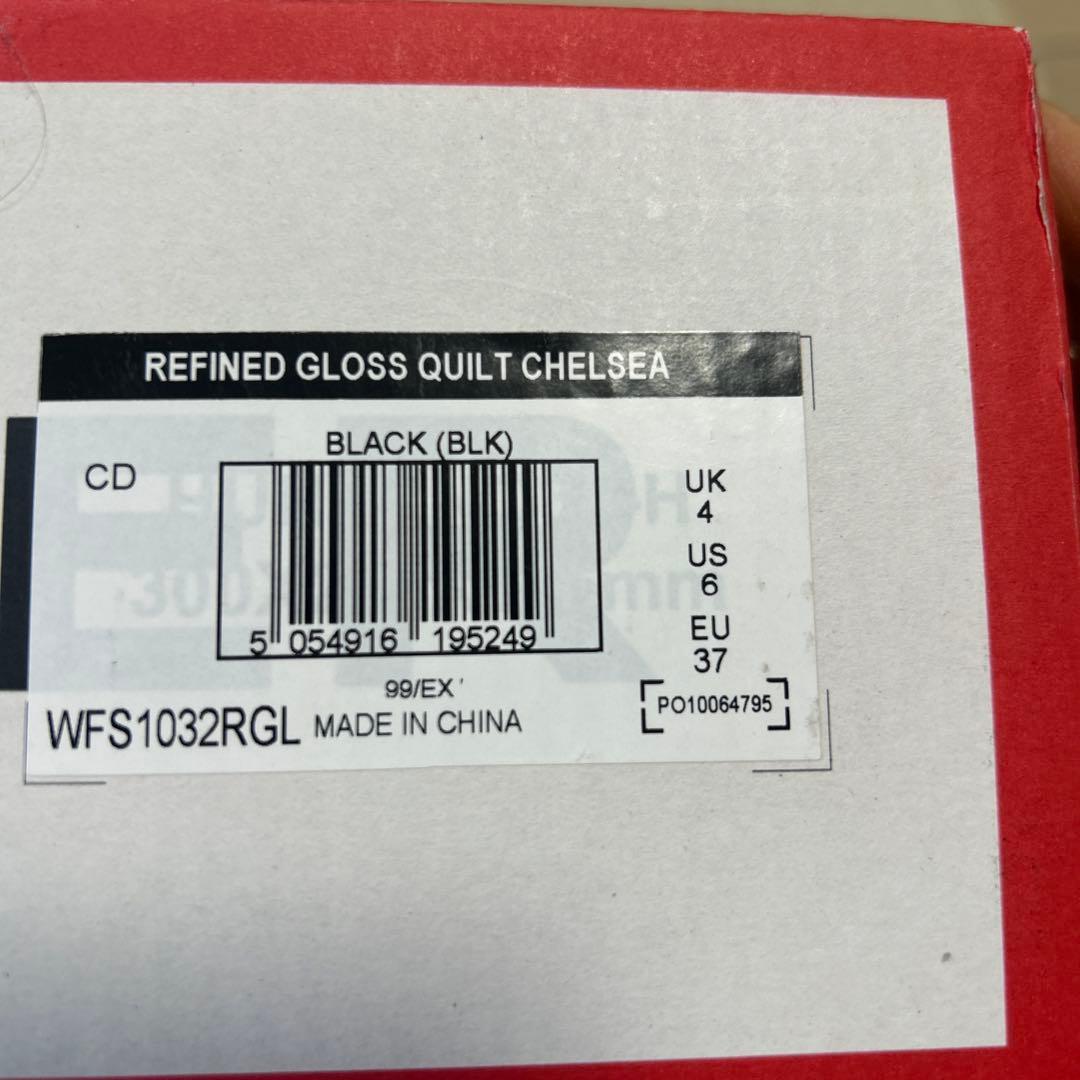 REFINED GLOSS QUILT CHELSEA
BLACK (BLK)
CD
UK
4
US
6
EU
37
5 054916 195249
99/EX
PO10064795
WFS1032RGL MADE IN CHINA